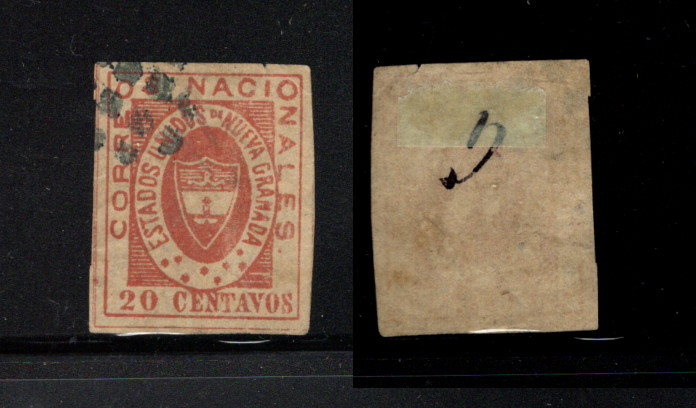 CORREOS NACIONALES.
ESTADOS UNIDOS DE NUEVA GRANADA
20 CENTAVOS